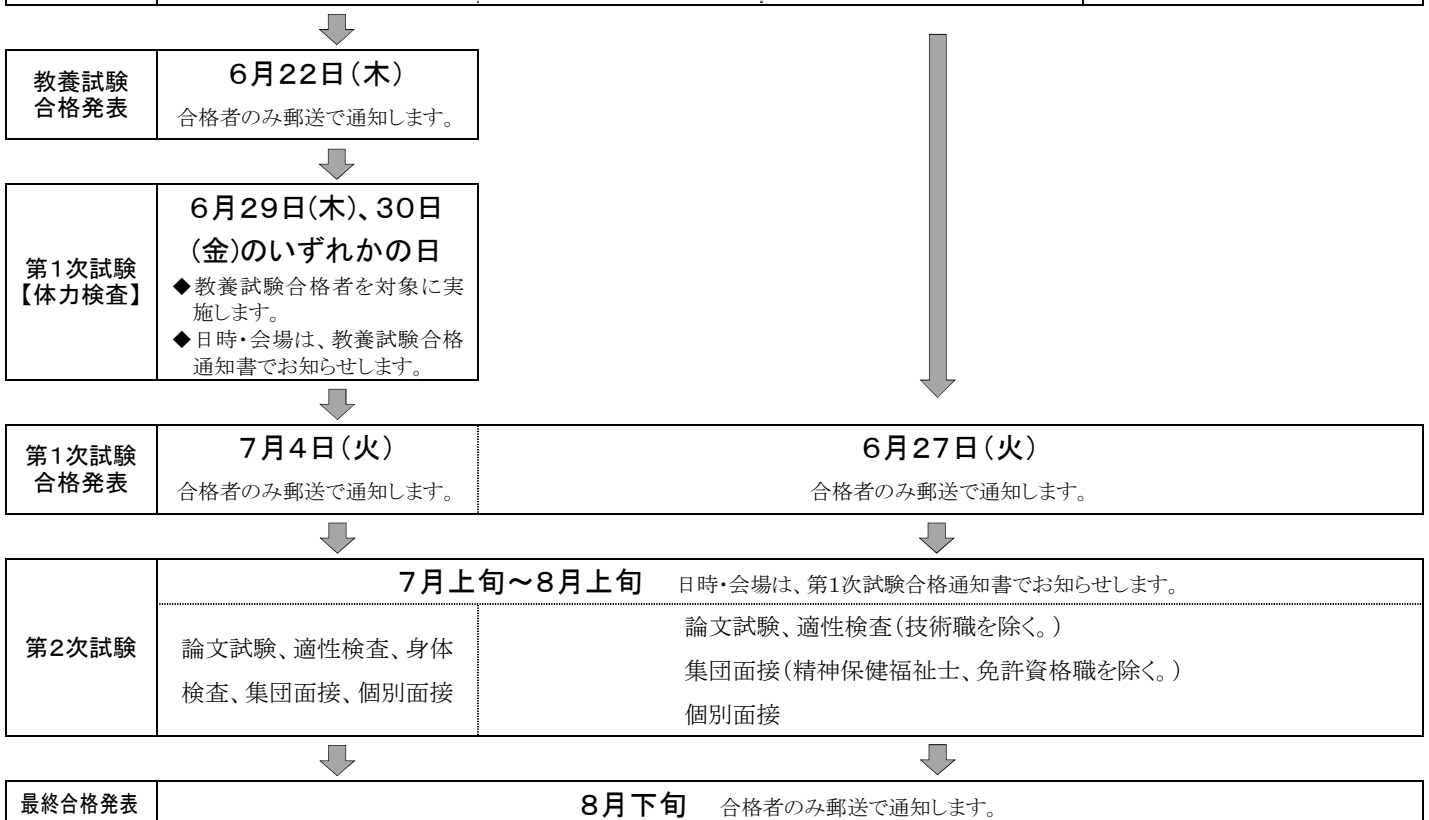 教養試験
合格発表
6月22日(木)
合格者のみ郵送で通知します。
第1次試験
【体力検査】
6月29日(木)、30日
(金)のいずれかの日
◆教養試験合格者を対象に実
施します。
◆日時・会場は、教養試験合格
通知書でお知らせします。
第1次試験
合格発表
7月4日(火)
合格者のみ郵送で通知します。
6月27日(火)
合格者のみ郵送で通知します。
第2次試験
7月上旬~8月上旬 日時・会場は、第1次試験合格通知書でお知らせします。
論文試験、適性検査、身体
検査、集団面接、個別面接
論文試験、適性検査(技術職を除く。)
集団面接(精神保健福祉士、免許資格職を除く。)
個別面接
最終合格発表
8月下旬 合格者のみ郵送で通知します。